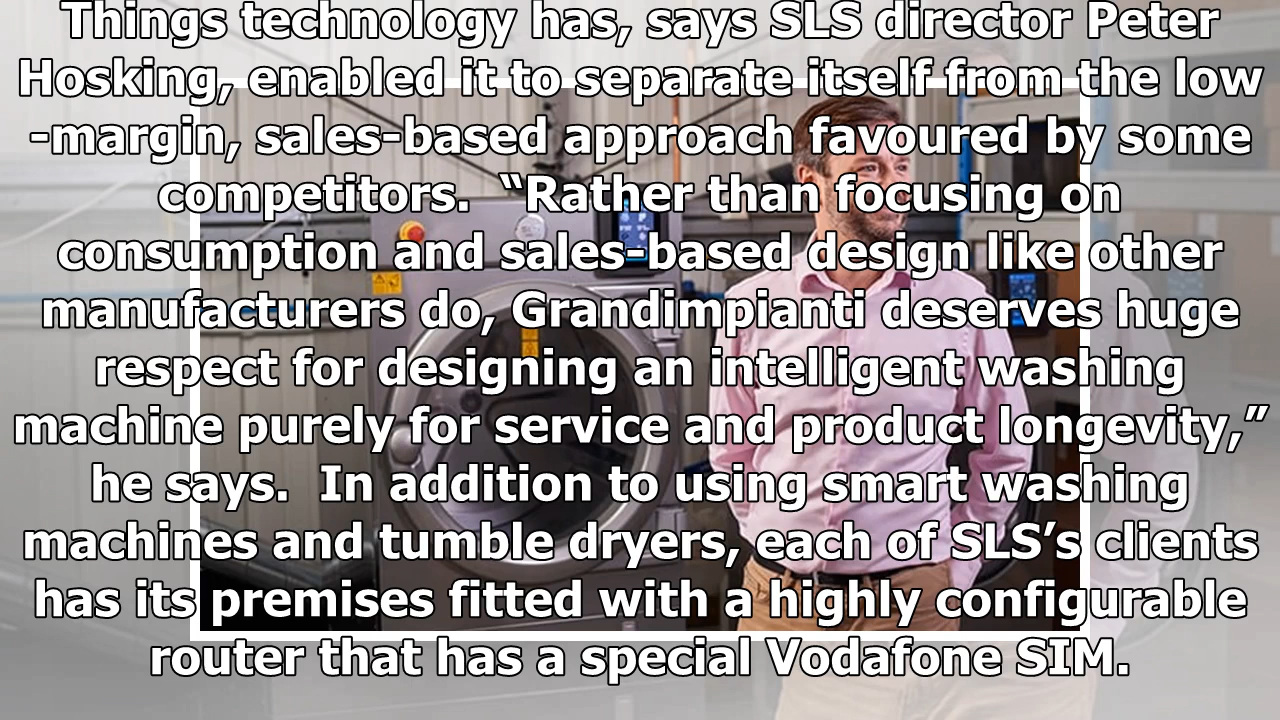 Things technology has, says SLS director Peter
Hosking, enabled it to separate itself from the low
-margin, sales-based approach favoured by some
competitors.  “Rather than focusing on
consumption and sales-based design like other
manufacturers do, Grandimpianti deserves huge
respect for designing an intelligent washing
machine purely for service and product longevity,”
he says.  In addition to using smart washing
machines and tumble dryers, each of SLS’s clients
has its premises fitted with a highly configurable
router that has a special Vodafone SIM.